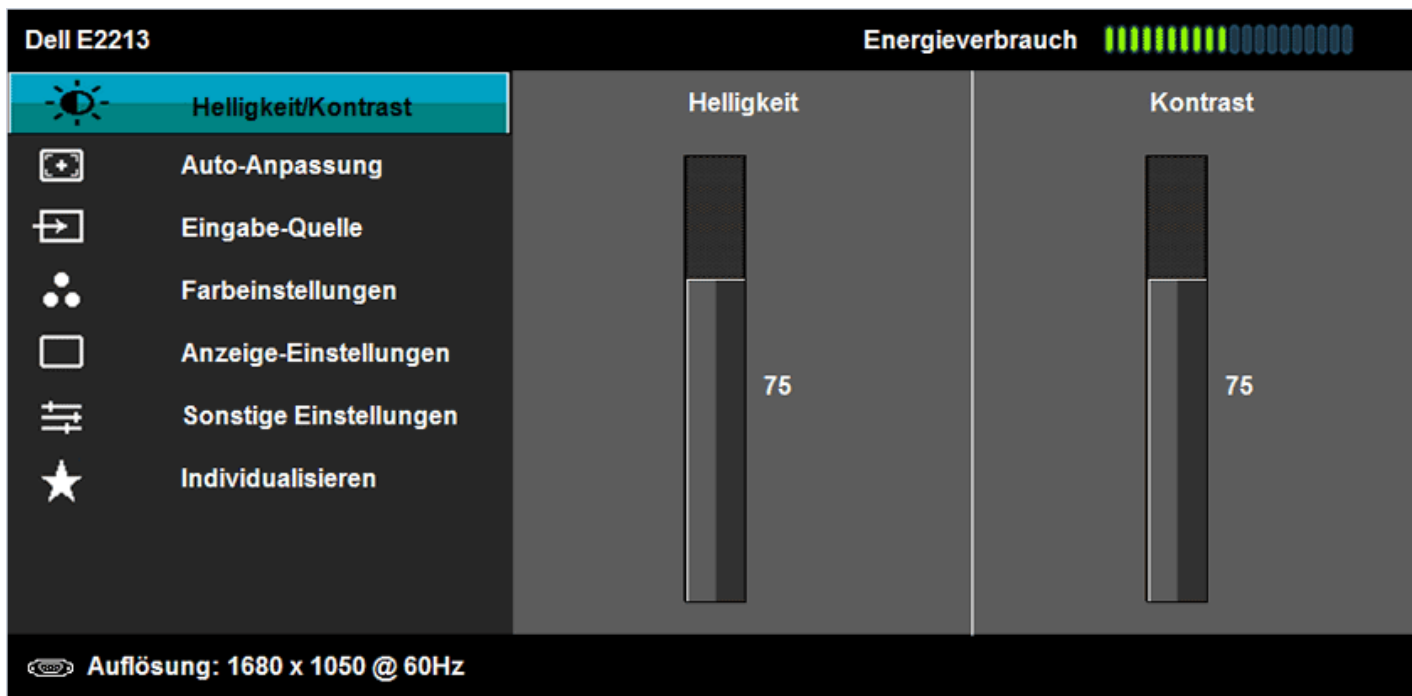 Dell E2213
Energieverbrauch
Helligkeit/Kontrast
Auto-Anpassung
Eingabe-Quelle
Farbeinstellungen
Anzeige-Einstellungen
Sonstige Einstellungen
Individualisieren
Helligkeit
75
Kontrast
75
Auflösung: 1680 x 1050 @ 60Hz